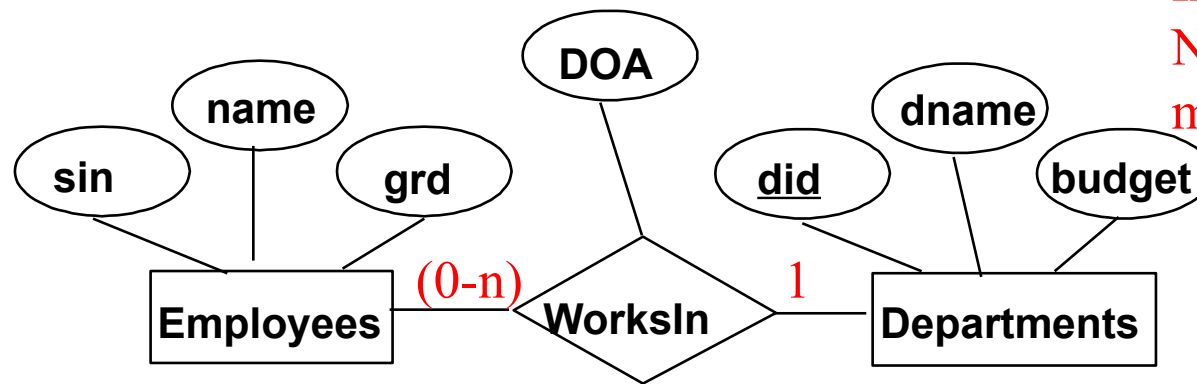 DOA
name
dname
sin
grd
did
budget
(0-n)
1
Employees
WorksIn
Departments